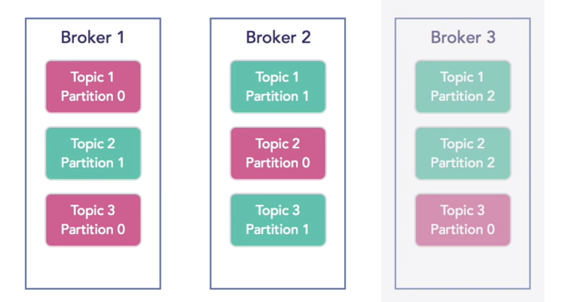 Broker 1
Topic 1
Partition 0
Topic 2
Partition 1
Topic 3
Partition 0
Broker 2
Topic 1
Partition 1
Topic 2
Partition 0
Topic 3
Partition 1
Broker 3
Topic 1
Partition 2
Topic 2
Partition 2
Topic 3
Partition 0